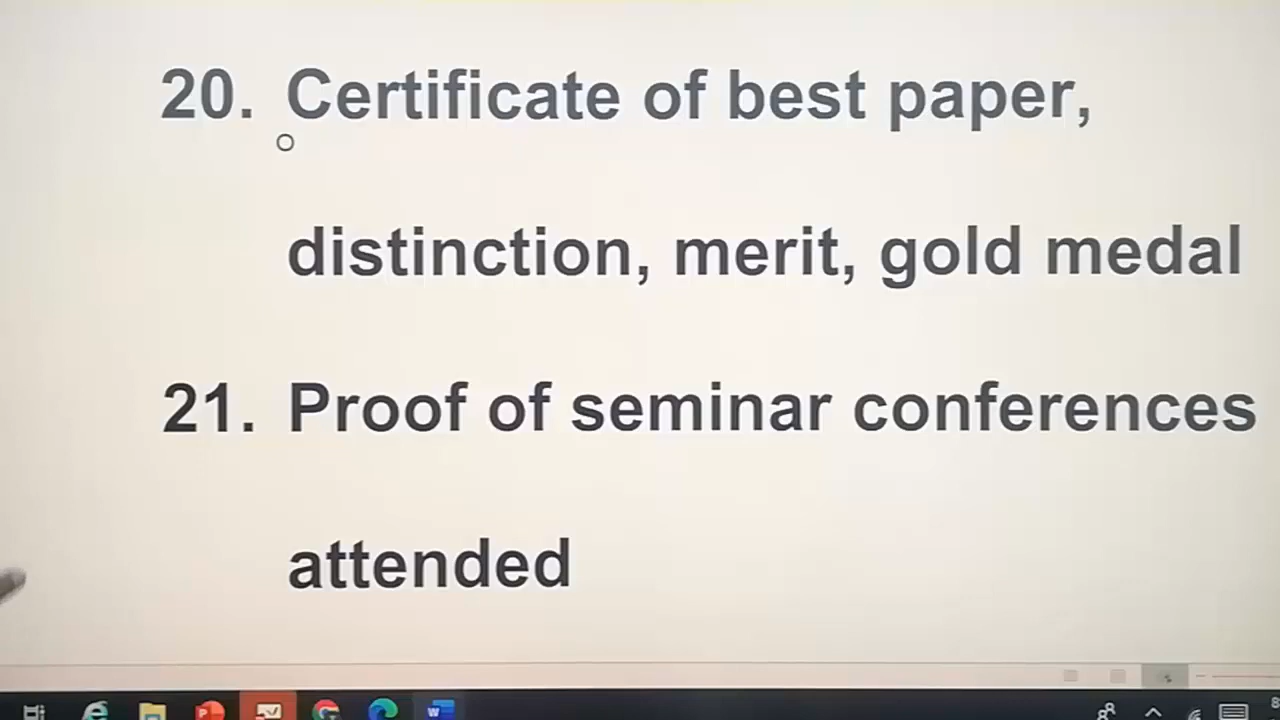 20. Certificate of best paper,
distinction, merit, gold medal
21. Proof of seminar conferences
attended